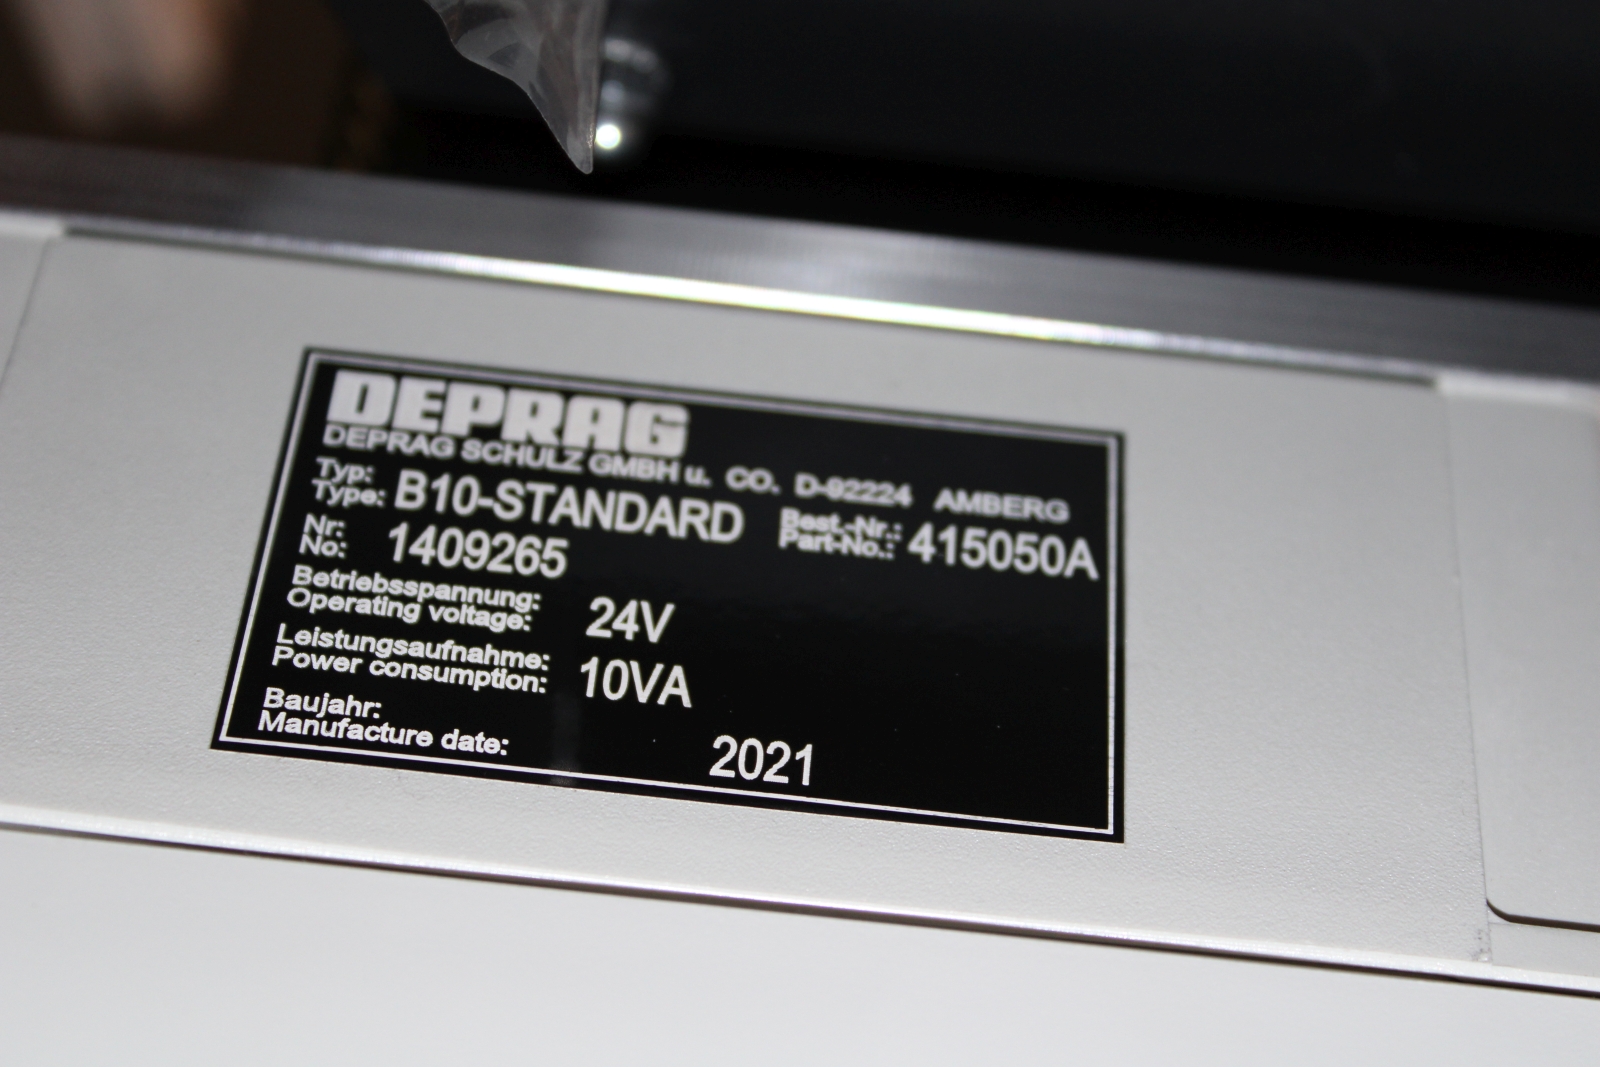 DEPRAG
DEPRAG SCHULZ GMBH u. CO. D-92224 AMBERG
Typ:
Type: B10-STANDARD
Best.-Nr.:
Part-No.: 415050A
Nr:
No: 1409265
Betriebsspannung:
Operating voltage: 24V
Leistungsaufnahme:
Power consumption: 10VA
Baujahr:
Manufacture date: 2021